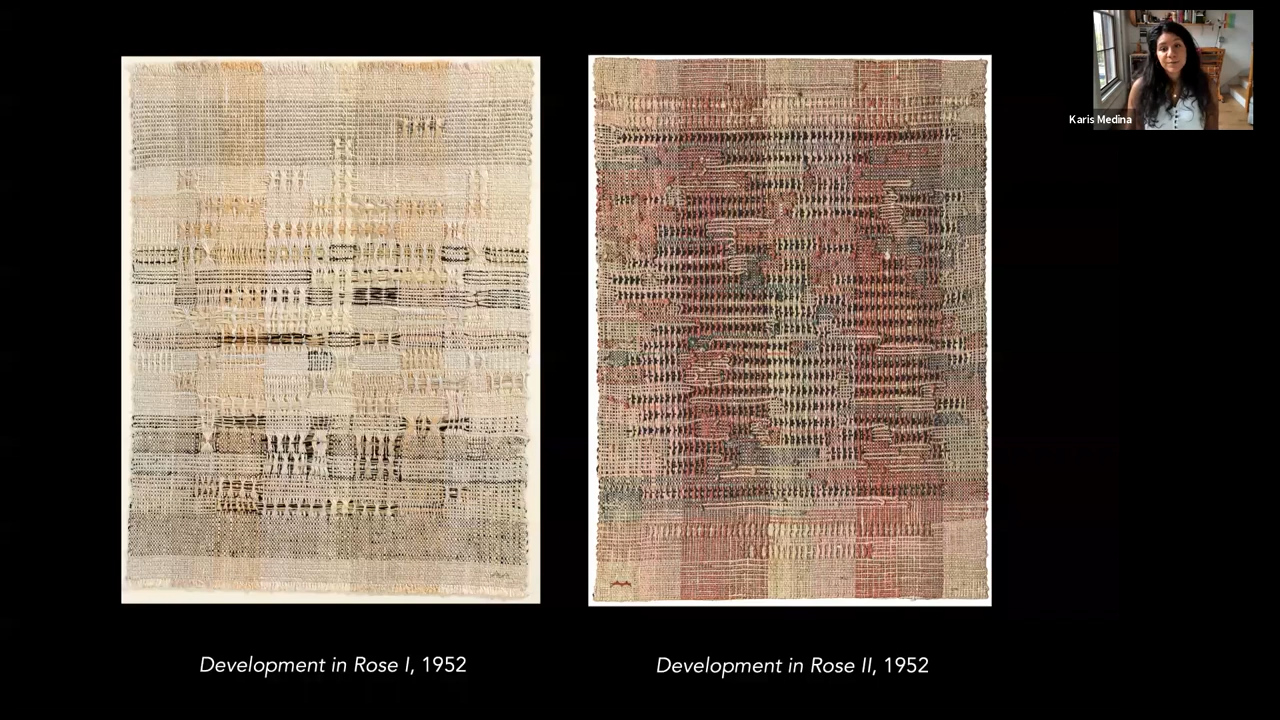 Karis Medina
Development in Rose I, 1952
Development in Rose II, 1952